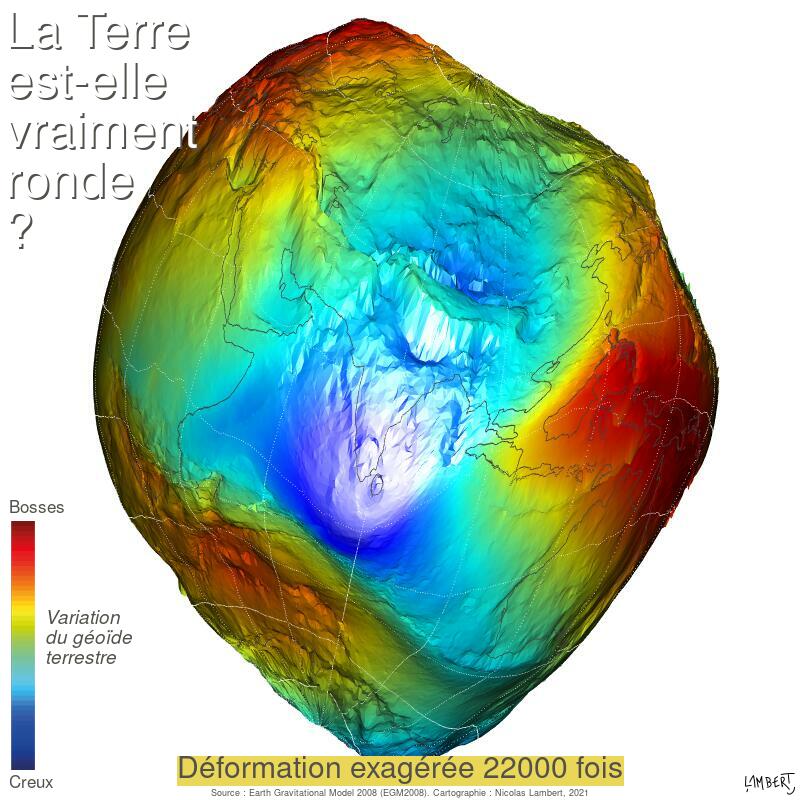 La Terre
est-elle
vraiment
ronde
?
Bosses
Variation
du géoïde
terrestre
Creux
Déformation exagérée 22000 fois
Source : Earth Gravitational Model 2008 (EGM2008). Cartographie : Nicolas Lambert, 2021
LAMBERT